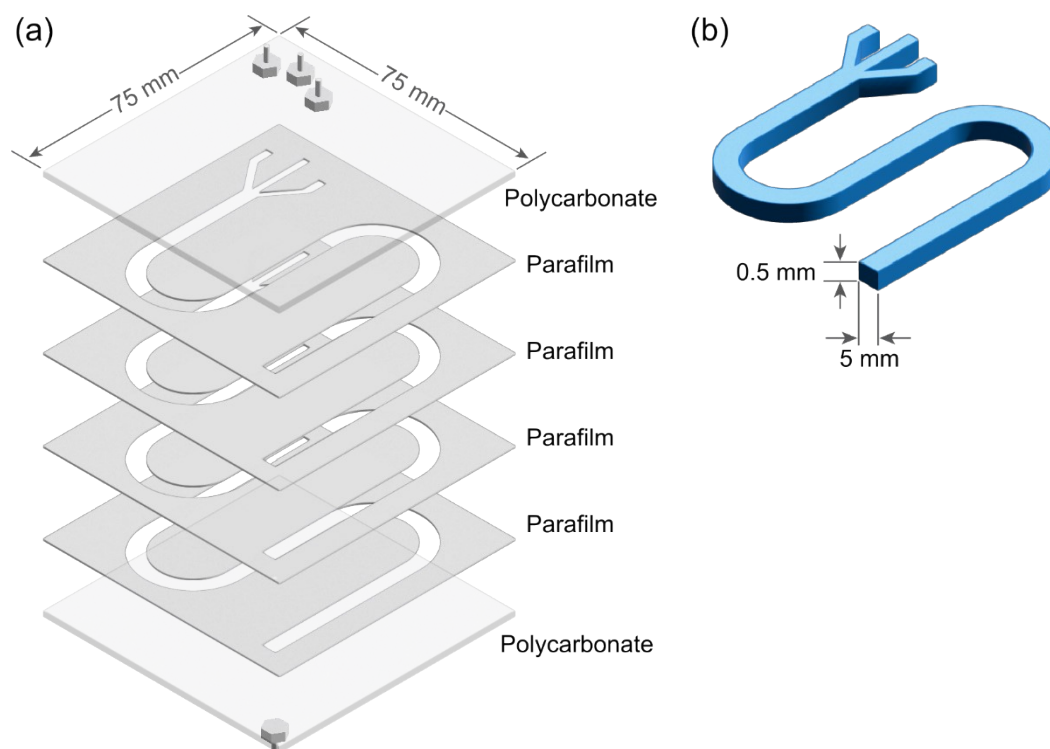 (a)
75 mm
75 mm
Polycarbonate
Parafilm
Parafilm
Parafilm
Parafilm
Polycarbonate
(b)
0.5 mm
5 mm